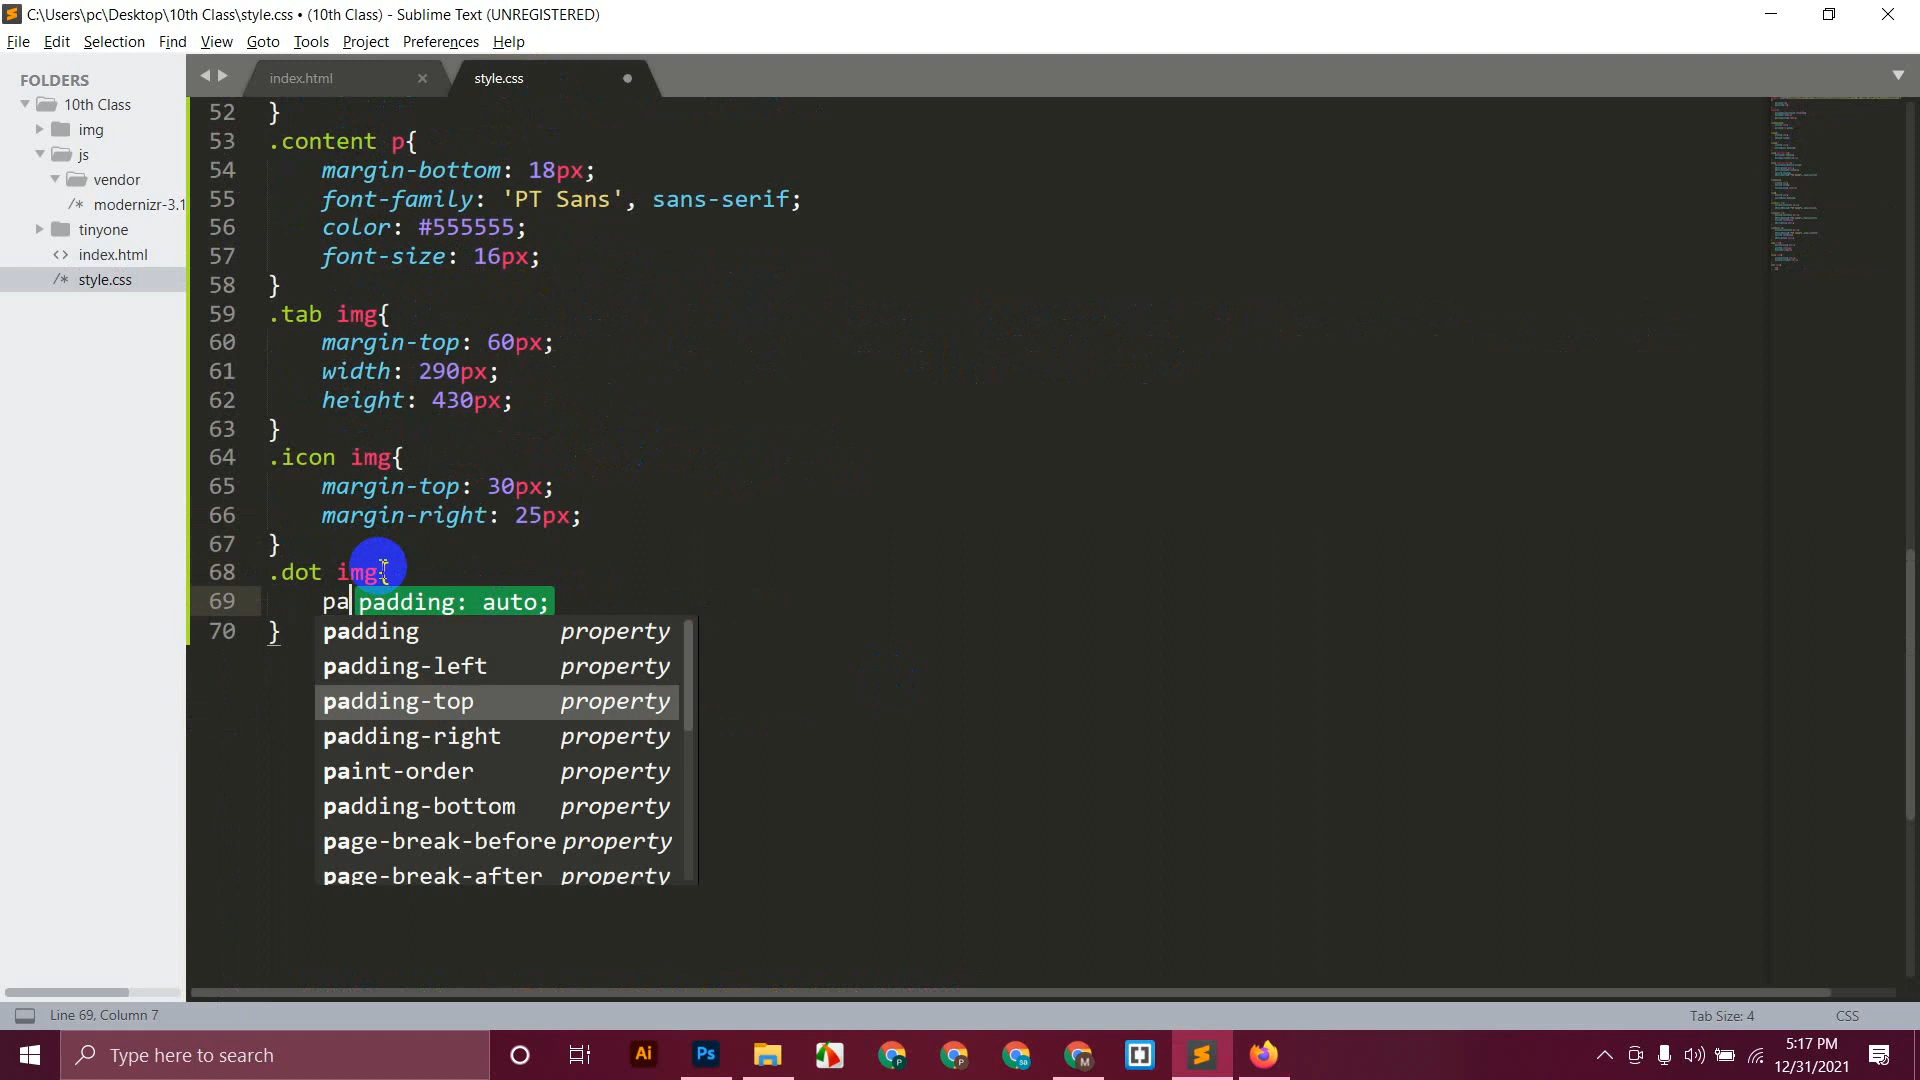 C:\Users\pc\Desktop\10th Class\style.css • (10th Class) - Sublime Text (UNREGISTERED)
File Edit Selection Find View Goto Tools Project Preferences Help
FOLDERS
10th Class
img
js
vendor
/* modernizr-3.1
tinyone
<> index.html
/* style.css
index.html
style.css
52 }
53 .content p{
54 margin-bottom: 18px;
55 font-family: 'PT Sans', sans-serif;
56 color: #555555;
57 font-size: 16px;
58 }
59 .tab img{
60 margin-top: 60px;
61 width: 290px;
62 height: 430px;
63 }
64 .icon img{
65 margin-top: 30px;
66 margin-right: 25px;
67 }
68 .dot img{
69 pa padding: auto;
70 }
padding property
padding-left property
padding-top property
padding-right property
paint-order property
padding-bottom property
page-break-before property
page-break-after property
Line 69, Column 7
Tab Size: 4
CSS
Type here to search
Ai
Ps
5:17 PM
12/31/2021